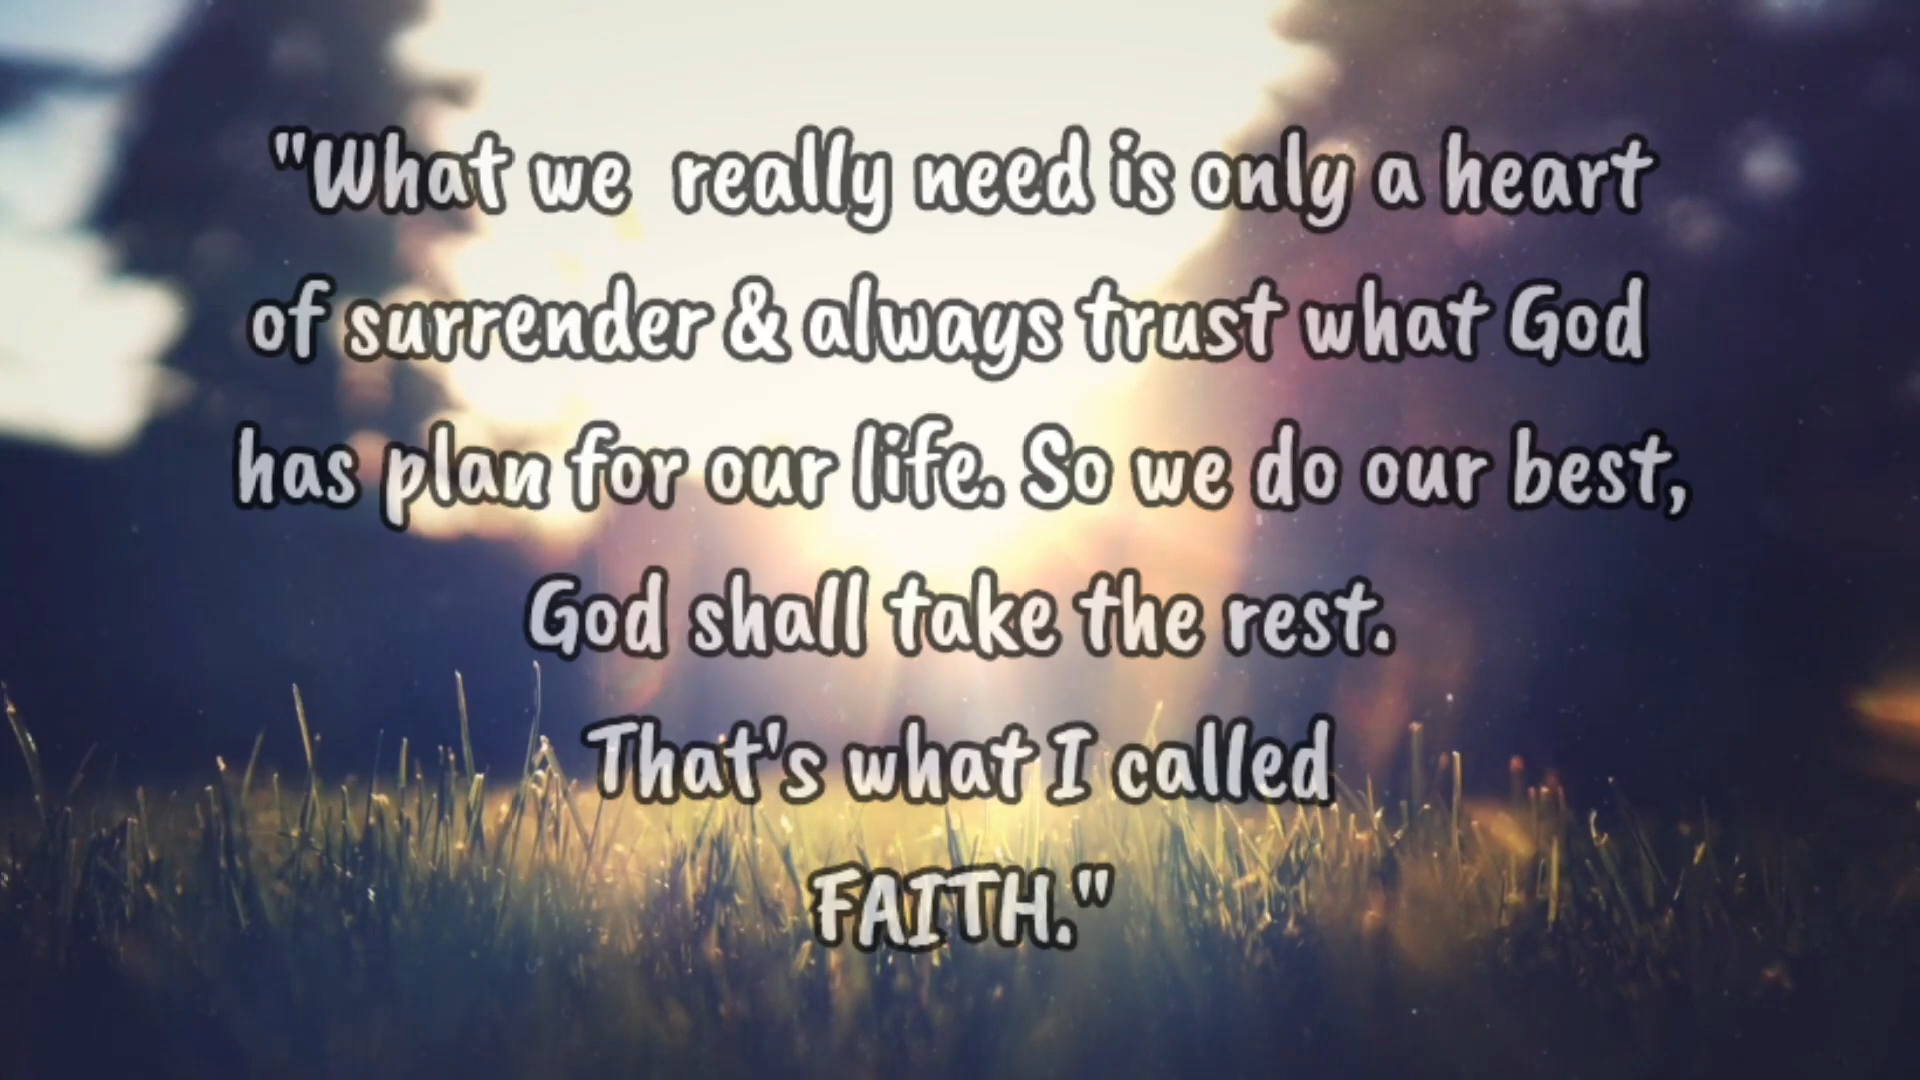 "What we  really need is only a heart
of surrender & always trust what God
has plan for our life. So we do our best,
God shall take the rest.
That's what I called
FAITH."